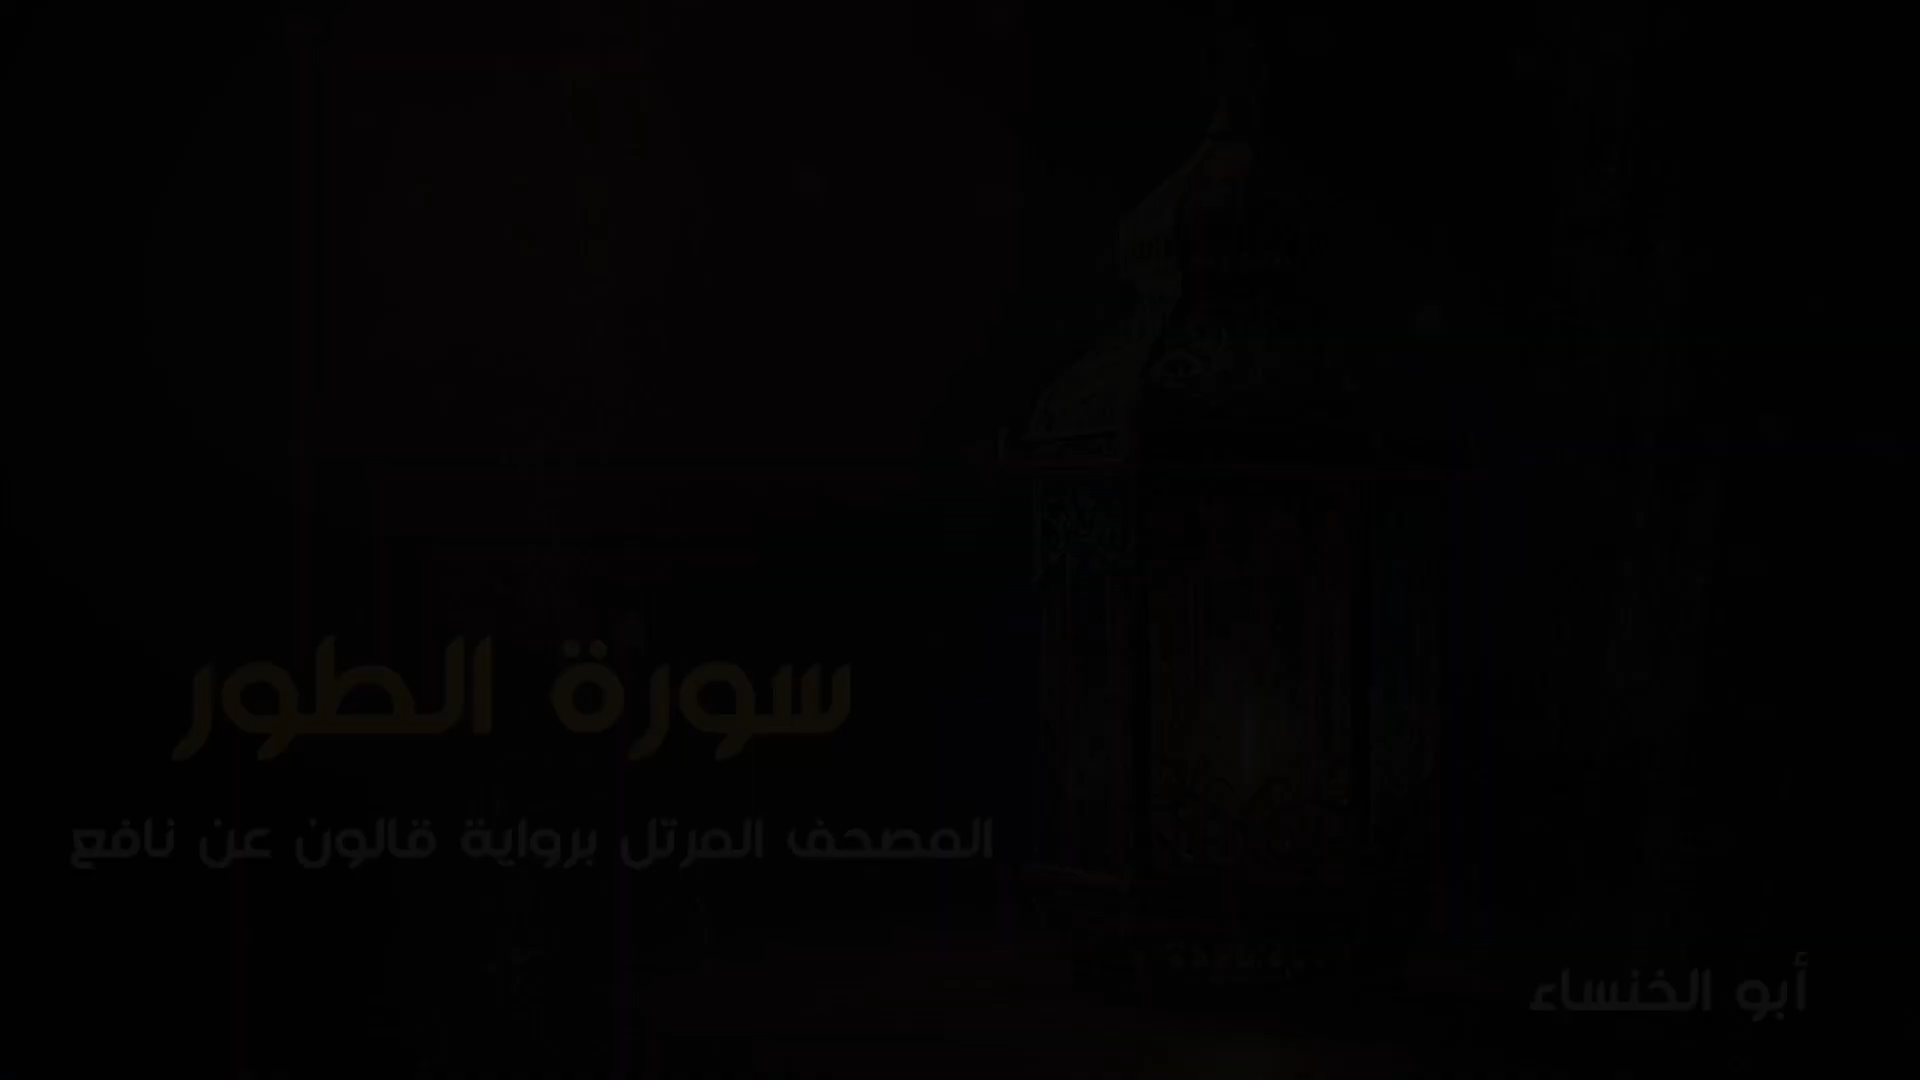 سورة الطور
المصحف المرتل برواية قالون عن نافع
أبو الخنساء